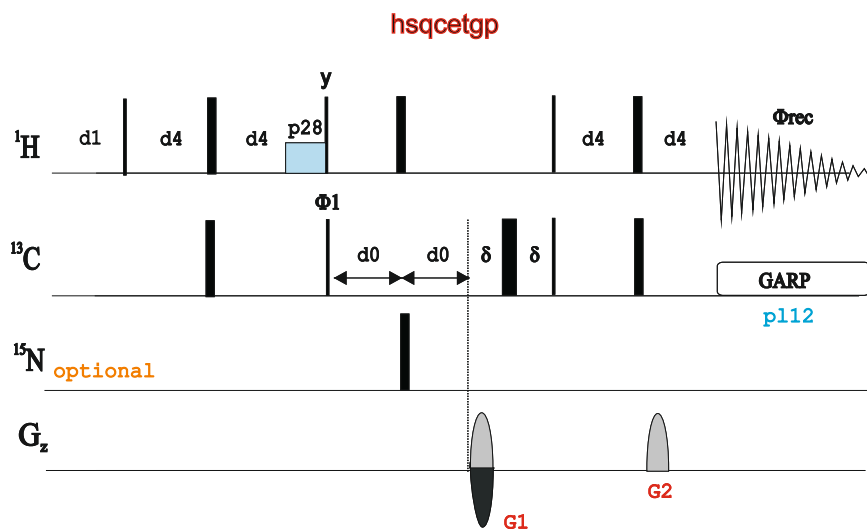 hsqcetgp
y
¹H d1 d4 d4 p28 d4 d4 Φrec
Φ1
¹³C d0 d0 δ δ GARP
pl12
¹⁵N optional
Gz
G1 G2